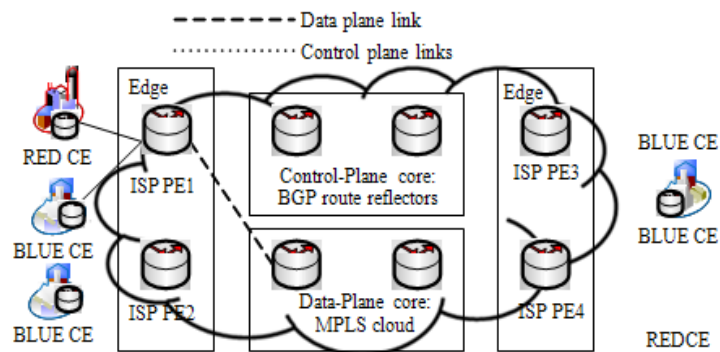 Data plane link
Control plane links
Edge
Edge
RED CE
ISP PE1
Control-Plane core:
BGP route reflectors
ISP PE3
BLUE CE
BLUE CE
BLUE CE
BLUE CE
ISP PE2
Data-Plane core:
MPLS cloud
ISP PE4
REDCE